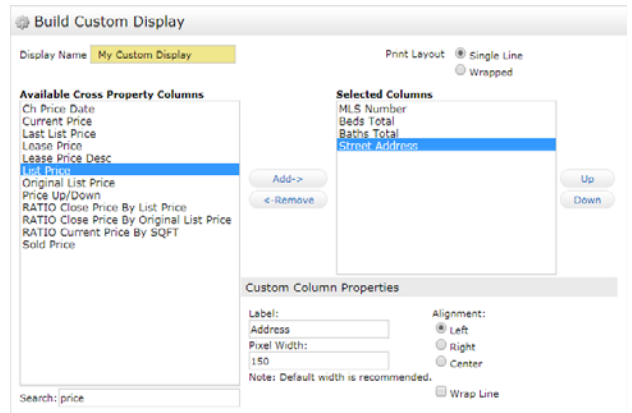 Build Custom Display
Display Name My Custom Display
Print Layout Single Line
Wrapped
Available Cross Property Columns
Ch Price Date
Current Price
Last List Price
Lease Price
Lease Price Desc
List Price
Original List Price
Price Up/Down
RATIO Close Price By List Price
RATIO Close Price By Original List Price
RATIO Current Price By SQFT
Sold Price
Search: price
Add->
<-Remove
Selected Columns
MLS Number
Beds Total
Baths Total
Street Address
Up
Down
Custom Column Properties
Label:
Address
Pixel Width:
150
Note: Default width is recommended.
Alignment:
Left
Right
Center
Wrap Line